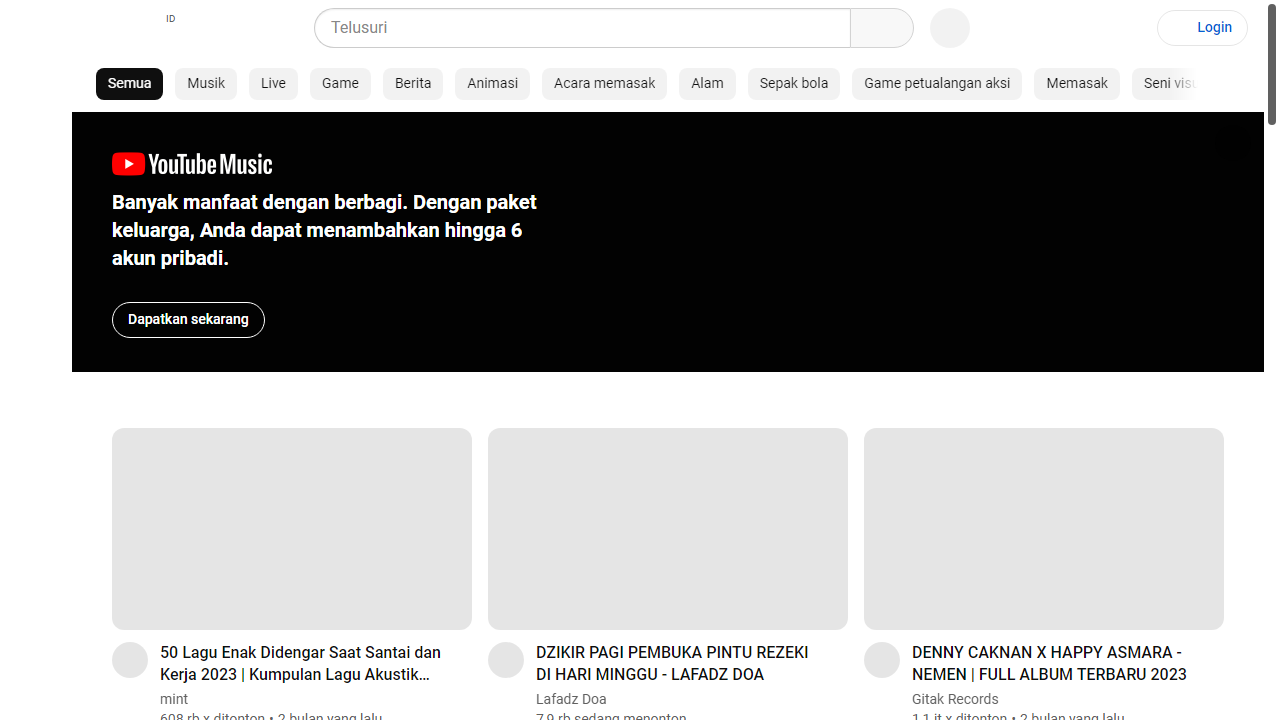 ID
Telusuri
Login
Semua
Musik
Live
Game
Berita
Animasi
Acara memasak
Alam
Sepak bola
Game petualangan aksi
Memasak
Seni
YouTube Music
Banyak manfaat dengan berbagi. Dengan paket
keluarga, Anda dapat menambahkan hingga 6
akun pribadi.
Dapatkan sekarang
50 Lagu Enak Didengar Saat Santai dan
Kerja 2023 | Kumpulan Lagu Akustik…
mint
608 rb x ditonton • 2 bulan yang lalu
DZIKIR PAGI PEMBUKA PINTU REZEKI
DI HARI MINGGU - LAFADZ DOA
Lafadz Doa
7,9 rb sedang menonton
DENNY CAKNAN X HAPPY ASMARA -
NEMEN | FULL ALBUM TERBARU 2023
Gitak Records
1,1 jt x ditonton • 2 bulan yang lalu